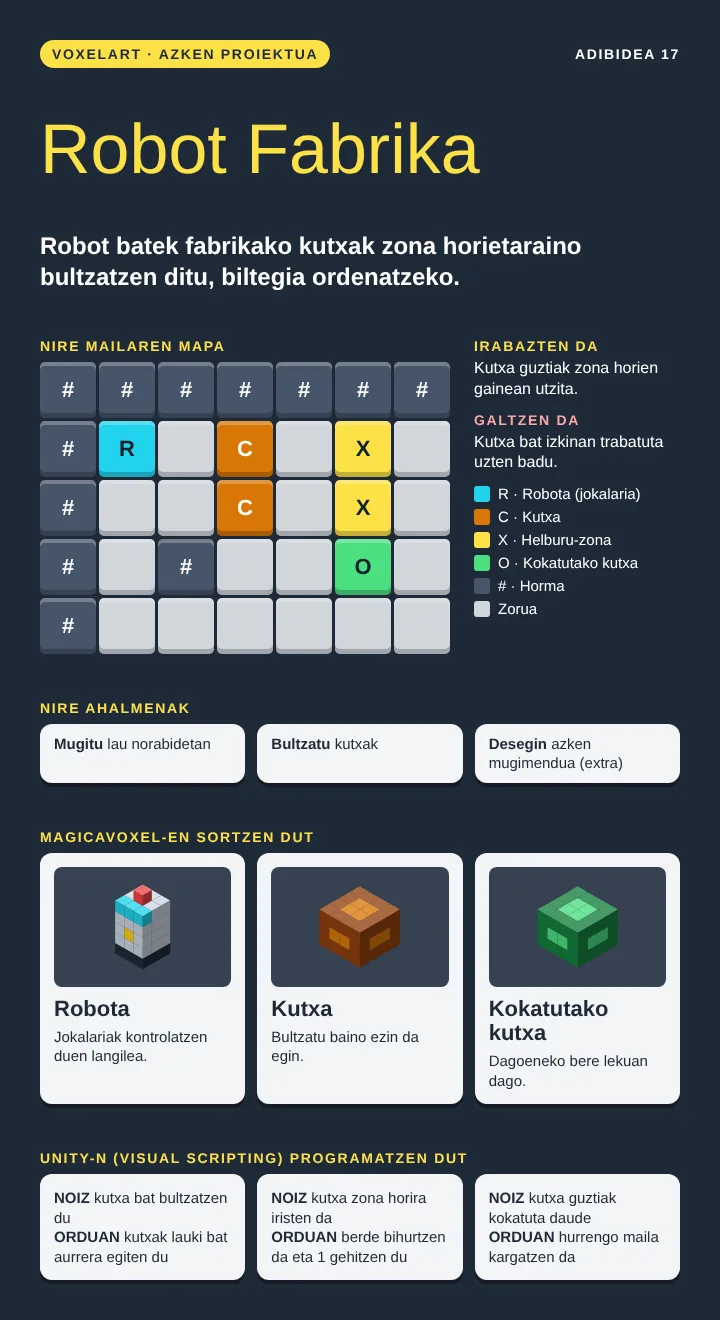 VOXELART · AZKEN PROIEKTUA
ADIBIDEA 17
Robot Fabrika
Robot batek fabrikako kutxak zona horietaraino
bultzatzen ditu, biltegia ordenatzeko.
NIRE MAILAREN MAPA
# # # # # # #
# R C X
# C X
# # O
#
IRABAZTEN DA
Kutxa guztiak zona horien
gainean utzita.
GALTZEN DA
Kutxa bat izkinan trabatuta
uzten badu.
R · Robota (jokalaria)
C · Kutxa
X · Helburu-zona
O · Kokatutako kutxa
# · Horma
Zorua
NIRE AHALMENAK
Mugitu lau norabidetan
Bultzatu kutxak
Desegin azken
mugimendua (extra)
MAGICAVOXEL-EN SORTZEN DUT
Robota
Jokalariak kontrolatzen
duen langilea.
Kutxa
Bultzatu baino ezin da
egin.
Kokatutako
kutxa
Dagoeneko bere lekuan
dago.
UNITY-N (VISUAL SCRIPTING) PROGRAMATZEN DUT
NOIZ kutxa bat bultzatzen
du
ORDUAN kutxak lauki bat
aurrera egiten du
NOIZ kutxa zona horira
iristen da
ORDUAN berde bihurtzen
da eta 1 gehitzen du
NOIZ kutxa guztiak
kokatuta daude
ORDUAN hurrengo maila
kargatzen da